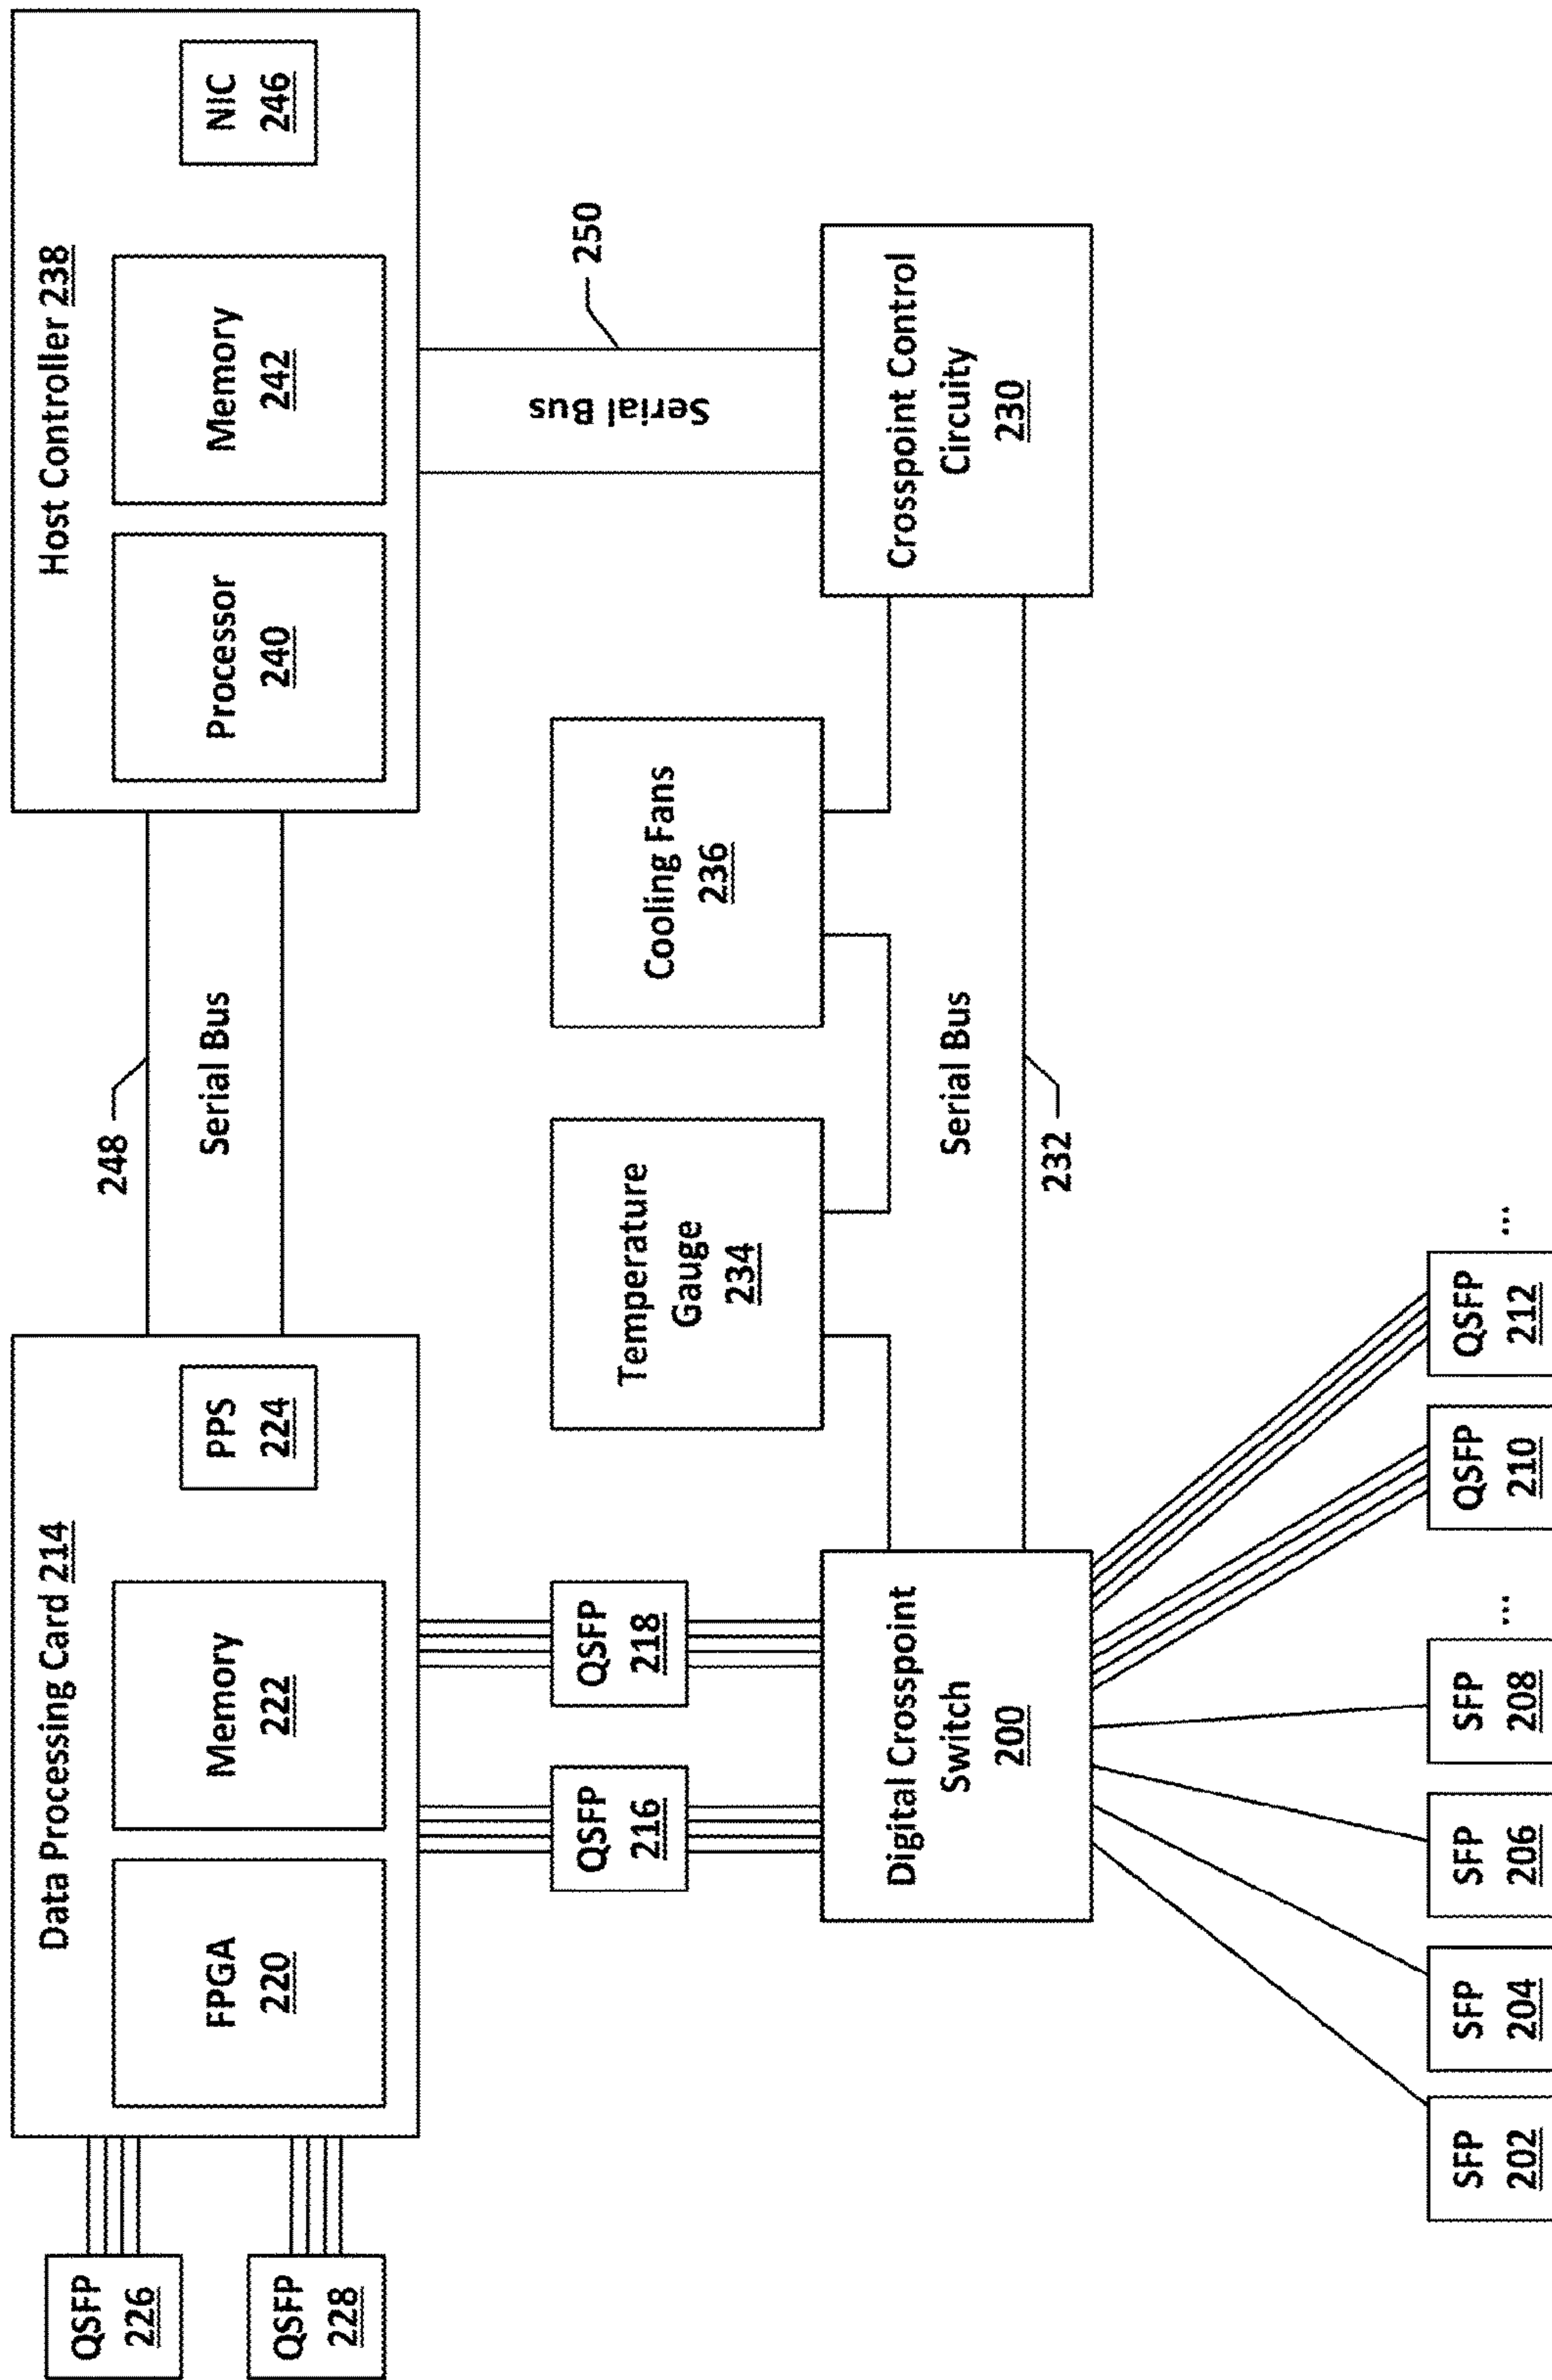 QSFP
226
QSFP
228
Data Processing Card 214
FPGA
220
Memory
222
PPS
224
248
Serial Bus
Host Controller 238
Processor
240
Memory
242
NIC
246
QSFP
216
QSFP
218
Temperature
Gauge
234
Cooling Fans
236
Serial Bus
250
Digital Crosspoint
Switch
200
Serial Bus
232
Crosspoint Control
Circuity
230
SFP
202
SFP
204
SFP
206
SFP
208
...
QSFP
210
QSFP
212
...